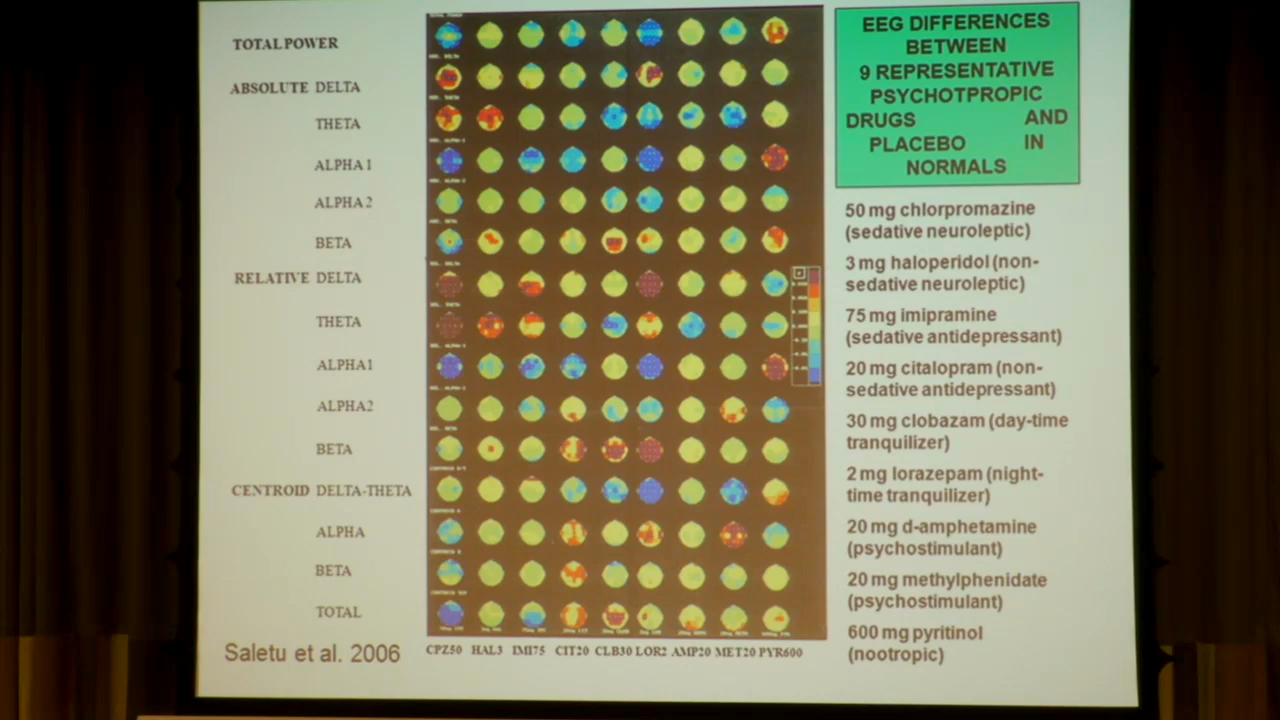 TOTAL POWER
ABSOLUTE DELTA
THETA
ALPHA 1
ALPHA 2
BETA
RELATIVE DELTA
THETA
ALPHA1
ALPHA2
BETA
CENTROID DELTA-THETA
ALPHA
BETA
TOTAL
CPZ50 HAL3 IMI75 CIT20 CLB30 LOR2 AMP20 MET20 PYR600
Saletu et al. 2006
EEG DIFFERENCES
BETWEEN
9 REPRESENTATIVE
PSYCHOTPROPIC
DRUGS AND
PLACEBO IN
NORMALS
50 mg chlorpromazine
(sedative neuroleptic)
3 mg haloperidol (non-
sedative neuroleptic)
75 mg imipramine
(sedative antidepressant)
20 mg citalopram (non-
sedative antidepressant)
30 mg clobazam (day-time
tranquilizer)
2 mg lorazepam (night-
time tranquilizer)
20 mg d-amphetamine
(psychostimulant)
20 mg methylphenidate
(psychostimulant)
600 mg pyritinol
(nootropic)